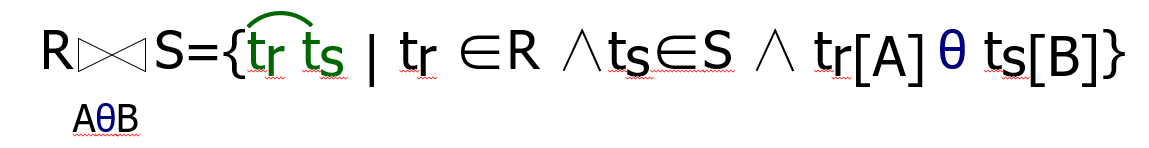 R⋈S={tr ts | tr ∈R ∧ts∈S ∧ tr[A] θ ts[B]}
AθB